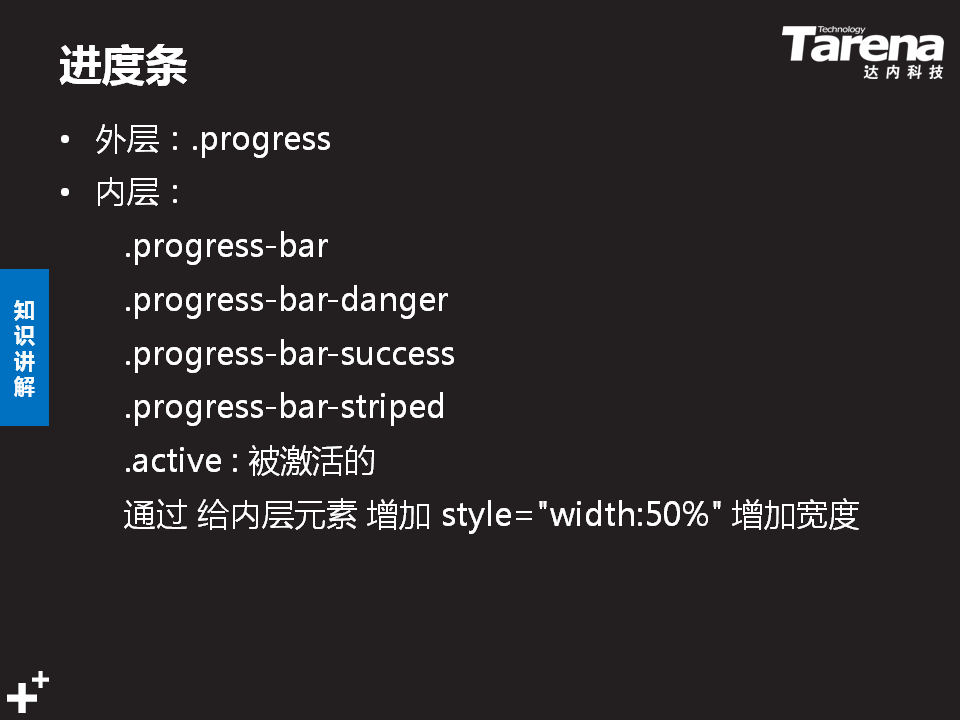 进度条
Technology
Tarena
达内科技
• 外层：.progress
• 内层：
.progress-bar
.progress-bar-danger
.progress-bar-success
.progress-bar-striped
.active : 被激活的
通过 给内层元素 增加 style="width:50%" 增加宽度
知识讲解